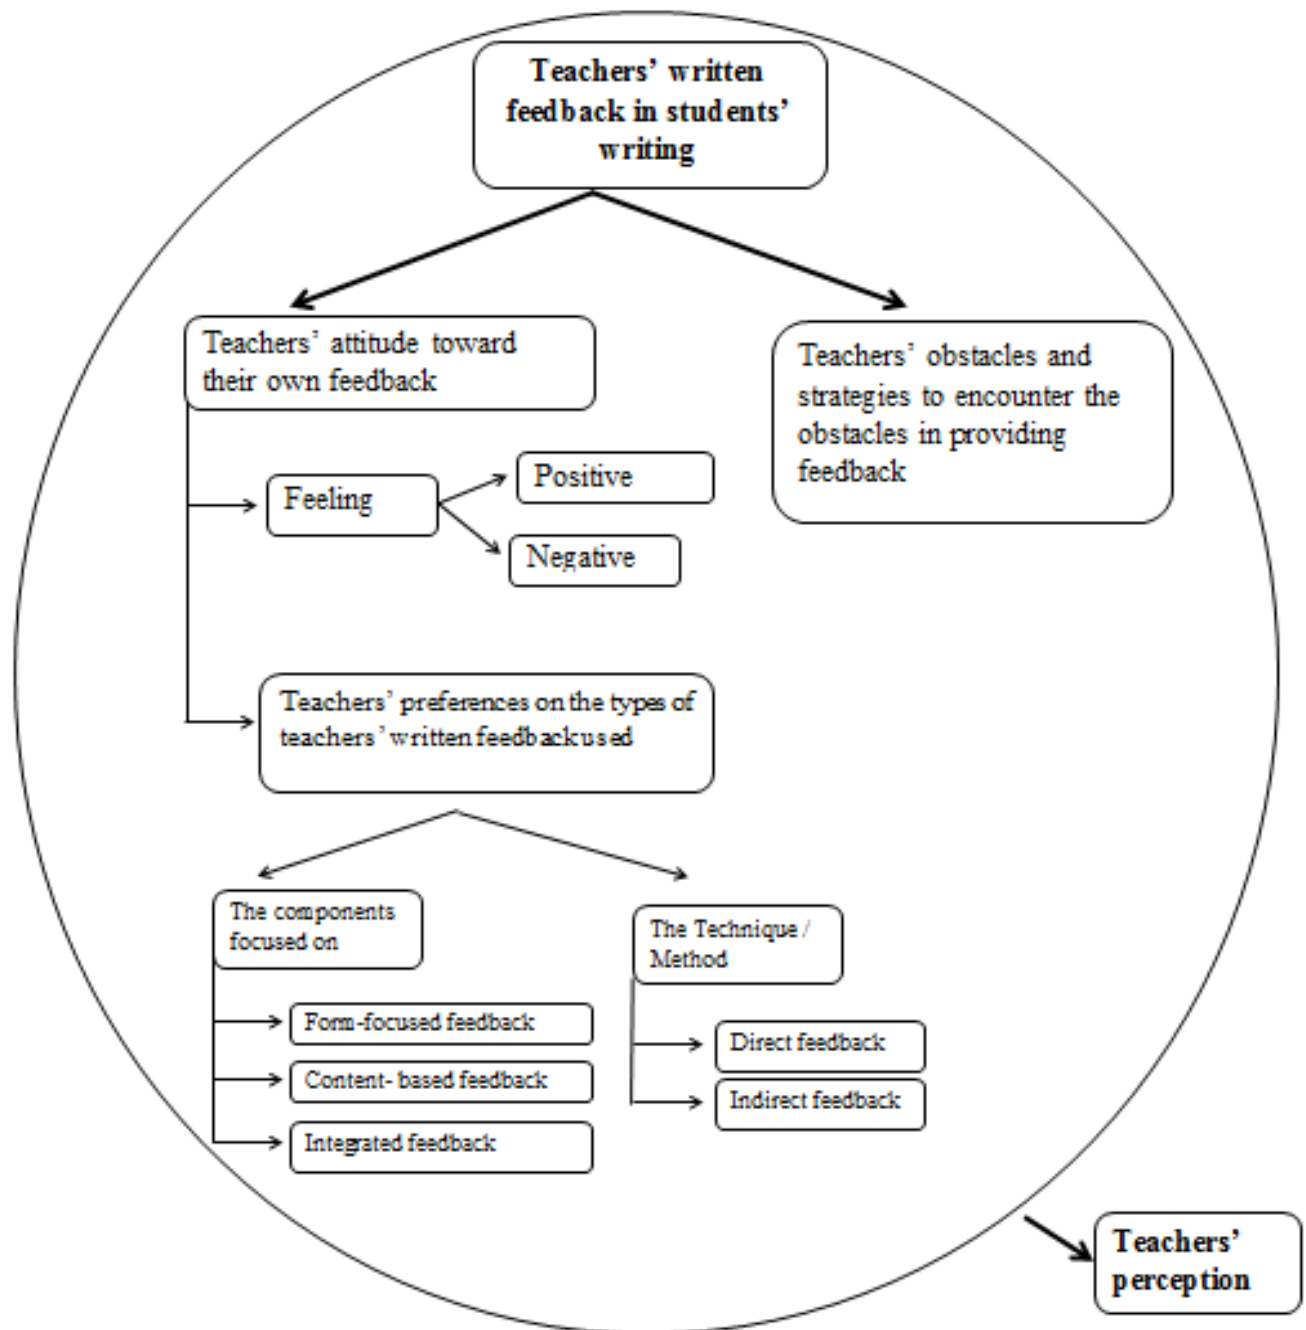 Teachers’ written
feedback in students’
writing
Teachers’ attitude toward
their own feedback
Teachers’ obstacles and
strategies to encounter the
obstacles in providing
feedback
Feeling
Positive
Negative
Teachers’ preferences on the types of
teachers’ written feedback used
The components
focused on
The Technique /
Method
Form-focused feedback
Content- based feedback
Integrated feedback
Direct feedback
Indirect feedback
Teachers’
perception